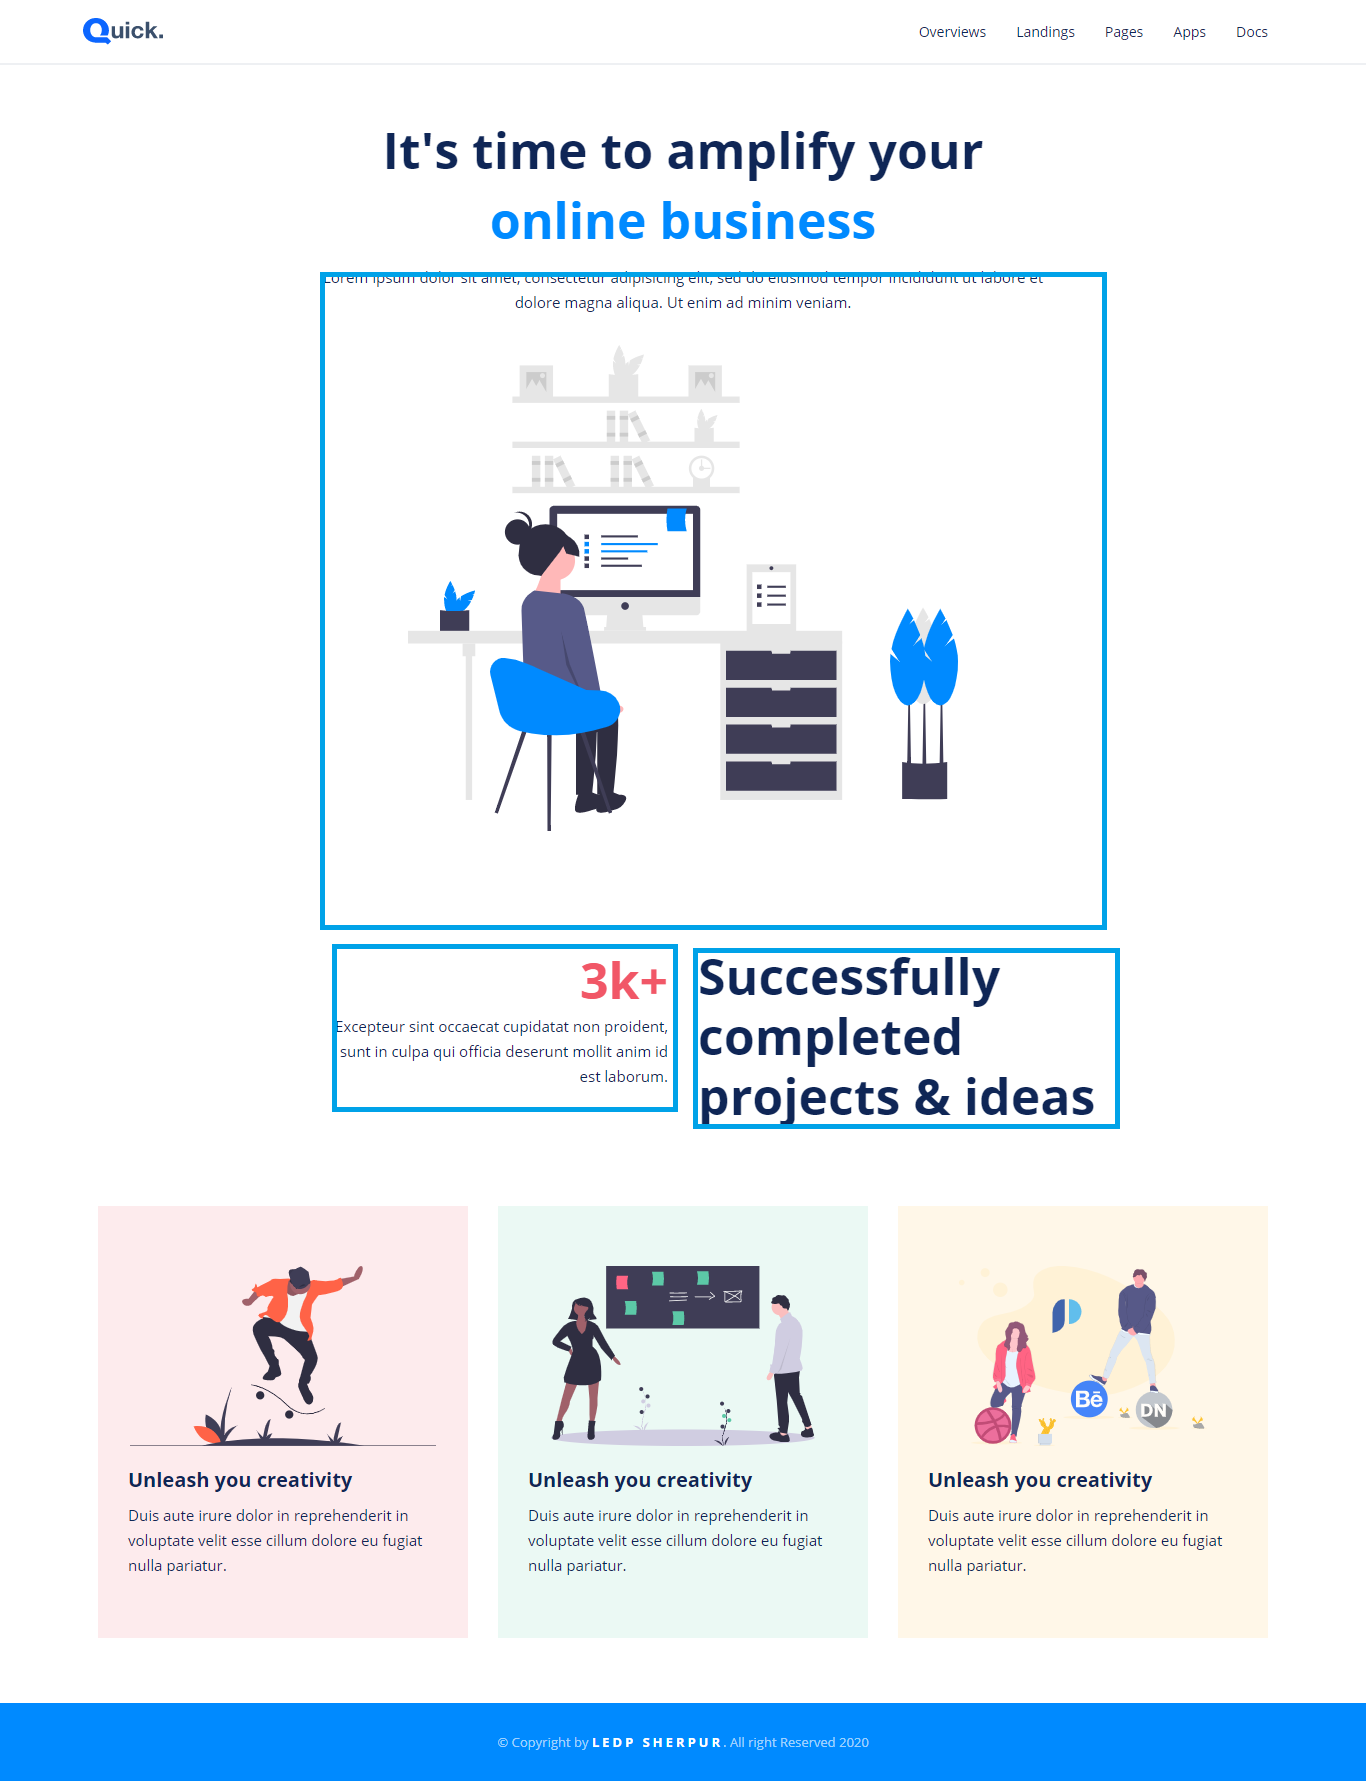 Quick.
Overviews Landings Pages Apps Docs
It's time to amplify your
online business
Lorem ipsum dolor sit amet, consectetur adipisicing elit, sed do eiusmod tempor incididunt ut labore et
dolore magna aliqua. Ut enim ad minim veniam.
3k+
Excepteur sint occaecat cupidatat non proident,
sunt in culpa qui officia deserunt mollit anim id
est laborum.
Successfully
completed
projects & ideas
Bē
DN
Unleash you creativity
Duis aute irure dolor in reprehenderit in
voluptate velit esse cillum dolore eu fugiat
nulla pariatur.
Unleash you creativity
Duis aute irure dolor in reprehenderit in
voluptate velit esse cillum dolore eu fugiat
nulla pariatur.
Unleash you creativity
Duis aute irure dolor in reprehenderit in
voluptate velit esse cillum dolore eu fugiat
nulla pariatur.
© Copyright by LEDP SHERPUR. All right Reserved 2020